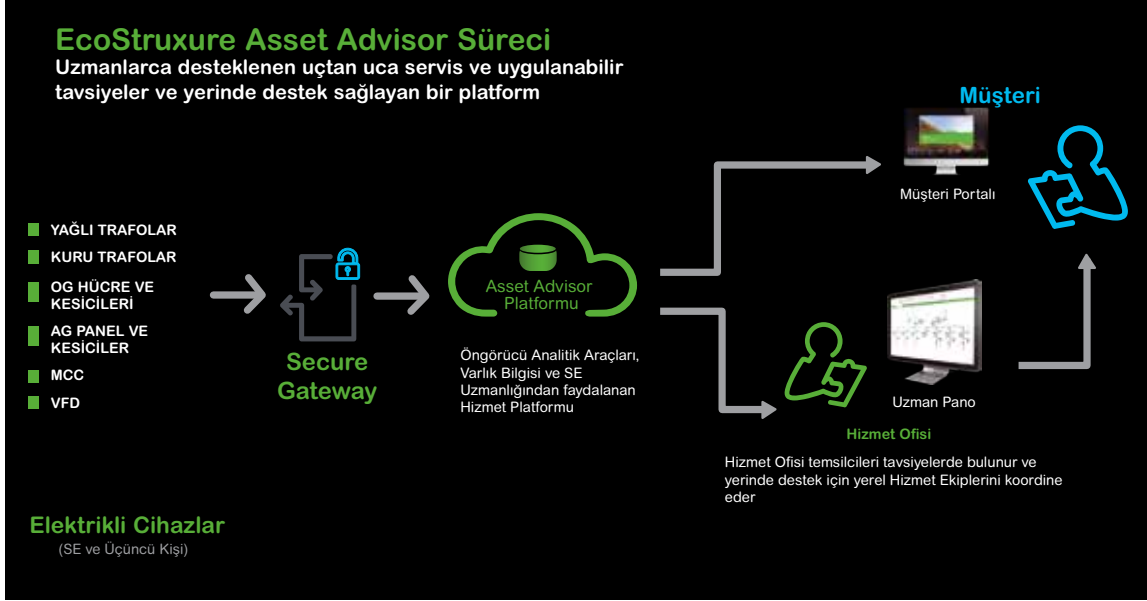 EcoStruxure Asset Advisor Süreci
Uzmanlarca desteklenen uçtan uca servis ve uygulanabilir
tavsiyeler ve yerinde destek sağlayan bir platform
Müşteri
Müşteri Portalı
YAĞLI TRAFOLAR
KURU TRAFOLAR
OG HÜCRE VE
KESİCİLERİ
AG PANEL VE
KESİCİLER
MCC
VFD
Secure
Gateway
Asset Advisor
Platformu
Öngörücü Analitik Araçları,
Varlık Bilgisi ve SE
Uzmanlığından faydalanan
Hizmet Platformu
Uzman Pano
Hizmet Ofisi
Hizmet Ofisi temsilcileri tavsiyelerde bulunur ve
yerinde destek için yerel Hizmet Ekiplerini koordine
eder
Elektrikli Cihazlar
(SE ve Üçüncü Kişi)